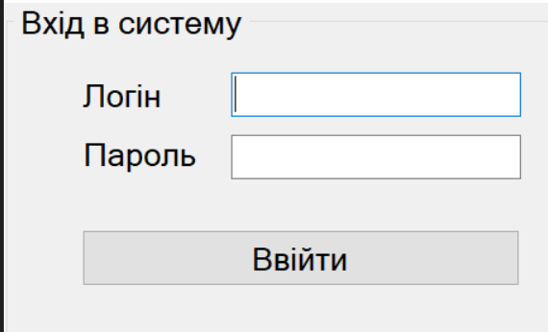 Вхід в систему
Логін
Пароль
Ввійти